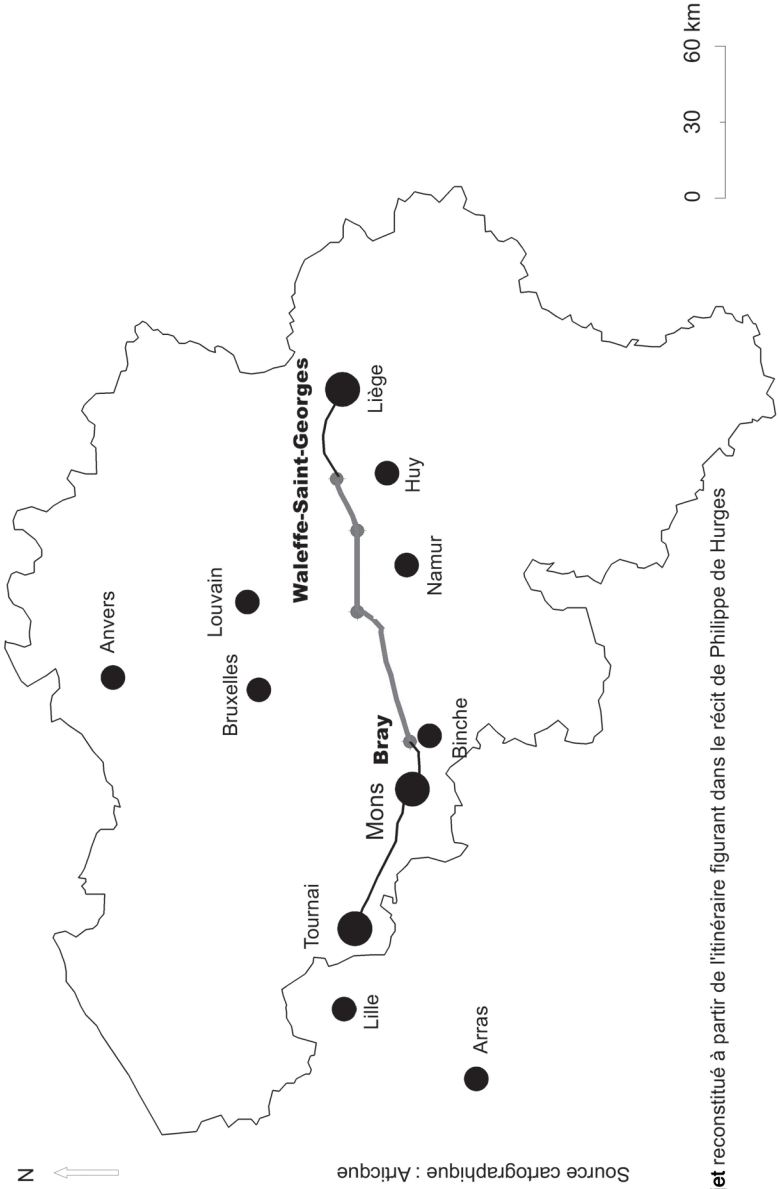 N
Anvers
Louvain
Bruxelles
Waleffe-Saint-Georges
Liège
Huy
Namur
Bray
Binche
Mons
Tournai
Lille
Arras
Source cartographique : Articque
0 30 60 km
et reconstitué à partir de l'itinéraire figurant dans le récit de Philippe de Hurges